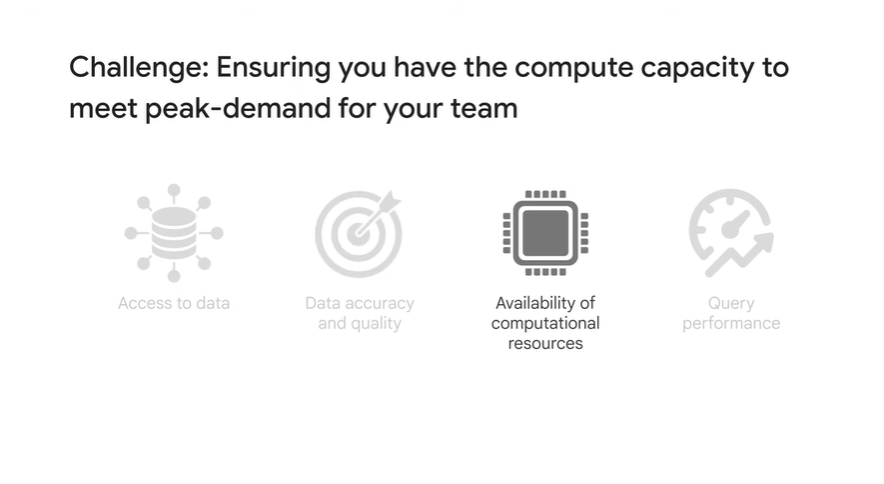 Challenge: Ensuring you have the compute capacity to
meet peak-demand for your team
Access to data
Data accuracy
and quality
Availability of
computational
resources
Query
performance